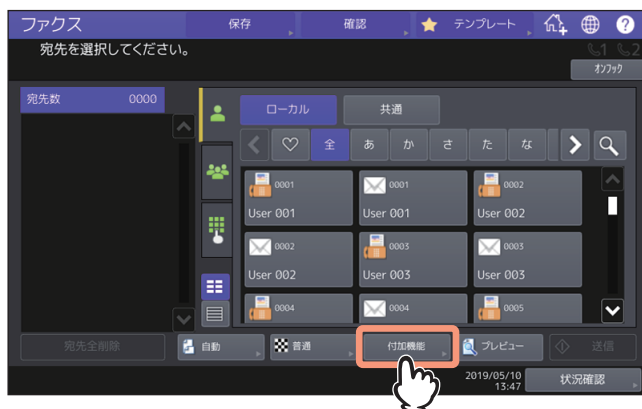 ファクス
保存
確認
テンプレート
宛先を選択してください。
1
2
オンフック
宛先数 0000
ローカル
共通
全 あ か さ た な
0001
User 001
0001
User 001
0002
User 002
0002
User 002
0003
User 003
0003
User 003
0004
0004
0005
宛先全削除
自動
普通
付加機能
プレビュー
送信
2019/05/10
13:47
状況確認